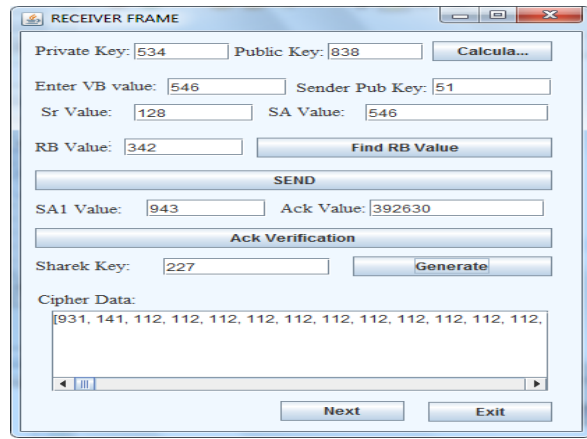 RECEIVER FRAME
Private Key: 534 Public Key: 838 Calcula...
Enter VB value: 546 Sender Pub Key: 51
Sr Value: 128 SA Value: 546
RB Value: 342 Find RB Value
SEND
SA1 Value: 943 Ack Value: 392630
Ack Verification
Sharek Key: 227 Generate
Cipher Data:
[931, 141, 112, 112, 112, 112, 112, 112, 112, 112, 112, 112, 112, 112,
Next Exit